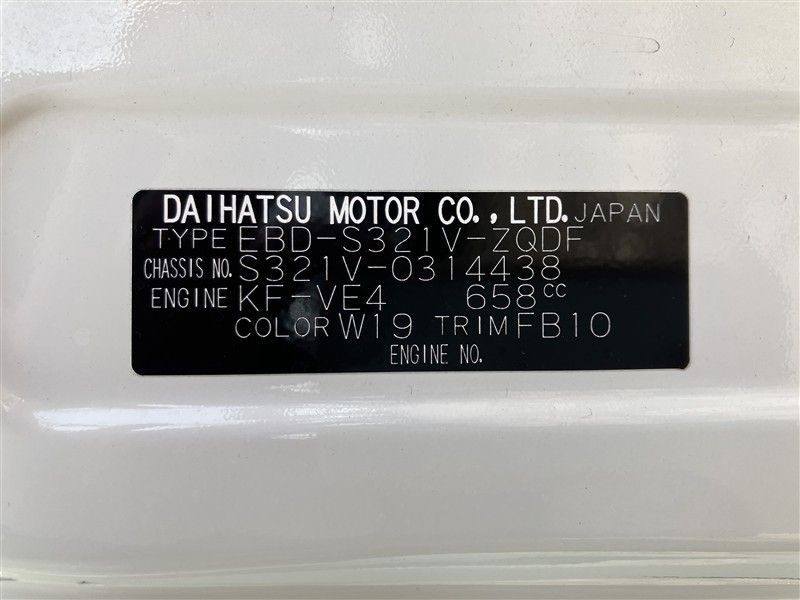 DAIHATSU MOTOR CO., LTD. JAPAN
TYPE EBD-S321V-ZQDF
CHASSIS NO. S321V-0314438
ENGINE KF-VE4 658cc
COLOR W19 TRIM FB10
ENGINE NO.